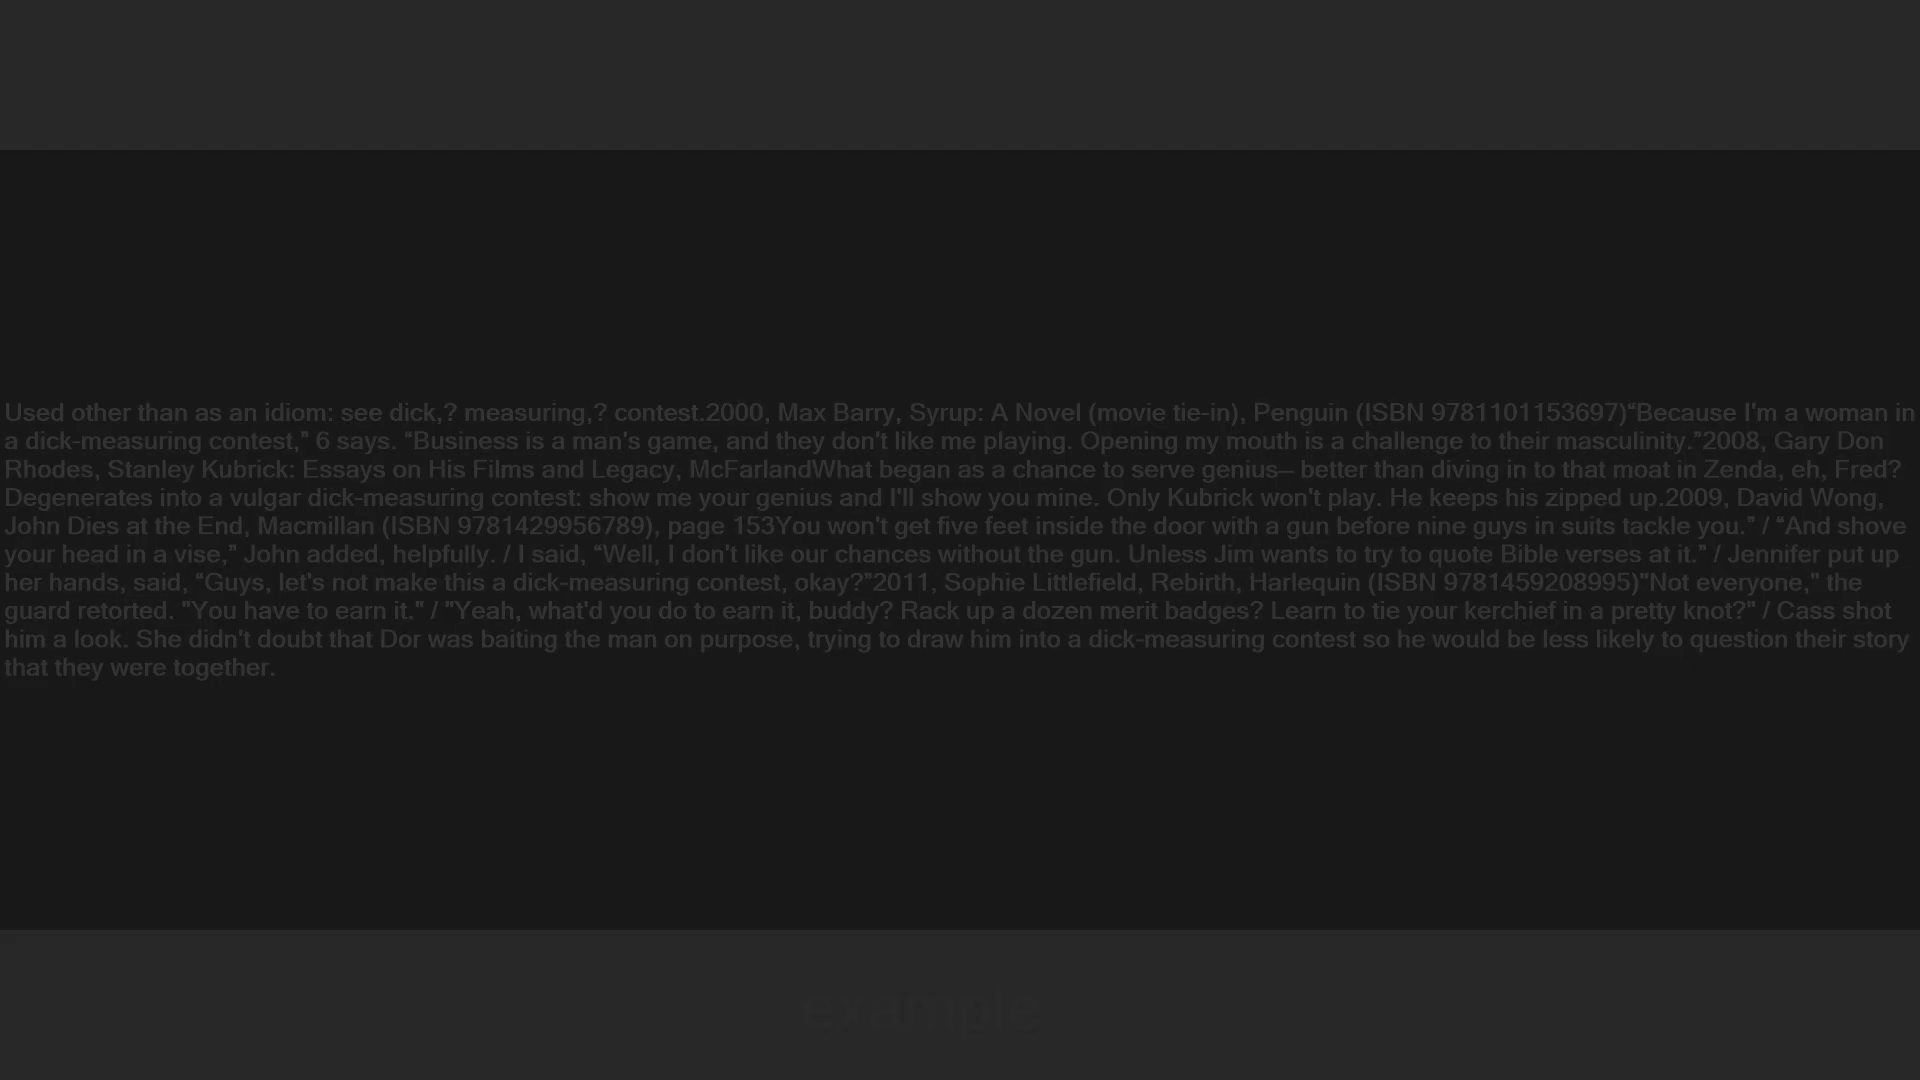 Used other than as an idiom: see dick,? measuring,? contest.2000, Max Barry, Syrup: A Novel (movie tie-in), Penguin (ISBN 9781101153697)“Because I'm a woman in
a dick-measuring contest,” 6 says. “Business is a man's game, and they don't like me playing. Opening my mouth is a challenge to their masculinity.”2008, Gary Don
Rhodes, Stanley Kubrick: Essays on His Films and Legacy, McFarlandWhat began as a chance to serve genius— better than diving in to that moat in Zenda, eh, Fred?
Degenerates into a vulgar dick-measuring contest: show me your genius and I'll show you mine. Only Kubrick won't play. He keeps his zipped up.2009, David Wong,
John Dies at the End, Macmillan (ISBN 9781429956789), page 153You won't get five feet inside the door with a gun before nine guys in suits tackle you.” / “And shove
your head in a vise,” John added, helpfully. / I said, “Well, I don't like our chances without the gun. Unless Jim wants to try to quote Bible verses at it.” / Jennifer put up
her hands, said, “Guys, let's not make this a dick-measuring contest, okay?”2011, Sophie Littlefield, Rebirth, Harlequin (ISBN 9781459208995)"Not everyone," the
guard retorted. "You have to earn it." / "Yeah, what'd you do to earn it, buddy? Rack up a dozen merit badges? Learn to tie your kerchief in a pretty knot?" / Cass shot
him a look. She didn't doubt that Dor was baiting the man on purpose, trying to draw him into a dick-measuring contest so he would be less likely to question their story
that they were together.
example